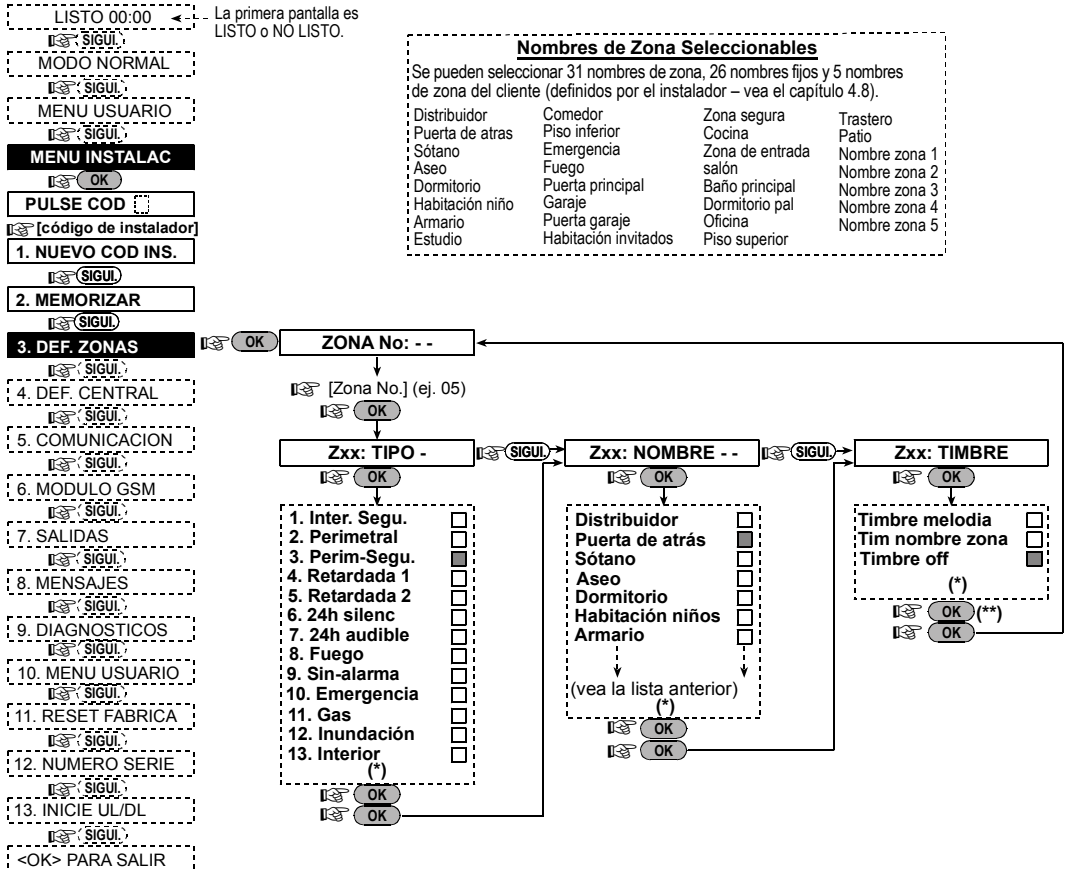 LISTO 00:00
La primera pantalla es
LISTO o NO LISTO.
SIGUI.
MODO NORMAL
SIGUI.
MENU USUARIO
SIGUI.
MENU INSTALAC
OK
PULSE COD
[código de instalador]
1. NUEVO COD INS.
SIGUI.
2. MEMORIZAR
SIGUI.
3. DEF. ZONAS
SIGUI.
4. DEF. CENTRAL
SIGUI.
5. COMUNICACION
SIGUI.
6. MODULO GSM
SIGUI.
7. SALIDAS
SIGUI.
8. MENSAJES
SIGUI.
9. DIAGNOSTICOS
SIGUI.
10. MENU USUARIO
SIGUI.
11. RESET FABRICA
SIGUI.
12. NUMERO SERIE
SIGUI.
13. INICIE UL/DL
SIGUI.
<OK> PARA SALIR
Nombres de Zona Seleccionables
Se pueden seleccionar 31 nombres de zona, 26 nombres fijos y 5 nombres
de zona del cliente (definidos por el instalador – vea el capítulo 4.8).
Distribuidor
Puerta de atras
Sótano
Aseo
Dormitorio
Habitación niño
Armario
Estudio
Comedor
Piso inferior
Emergencia
Fuego
Puerta principal
Garaje
Puerta garaje
Habitación invitados
Zona segura
Cocina
Zona de entrada
salón
Baño principal
Dormitorio pal
Oficina
Piso superior
Trastero
Patio
Nombre zona 1
Nombre zona 2
Nombre zona 3
Nombre zona 4
Nombre zona 5
OK
ZONA No: - -
[Zona No.] (ej. 05)
OK
Zxx: TIPO -
OK
1. Inter. Segu.
2. Perimetral
3. Perim-Segu.
4. Retardada 1
5. Retardada 2
6. 24h silenc
7. 24h audible
8. Fuego
9. Sin-alarma
10. Emergencia
11. Gas
12. Inundación
13. Interior
(*)
OK
OK
SIGUI.
Zxx: NOMBRE - -
OK
Distribuidor
Puerta de atrás
Sótano
Aseo
Dormitorio
Habitación niños
Armario
(vea la lista anterior)
(*)
OK
OK
SIGUI.
Zxx: TIMBRE
OK
Timbre melodia
Tim nombre zona
Timbre off
(*)
OK (**)
OK